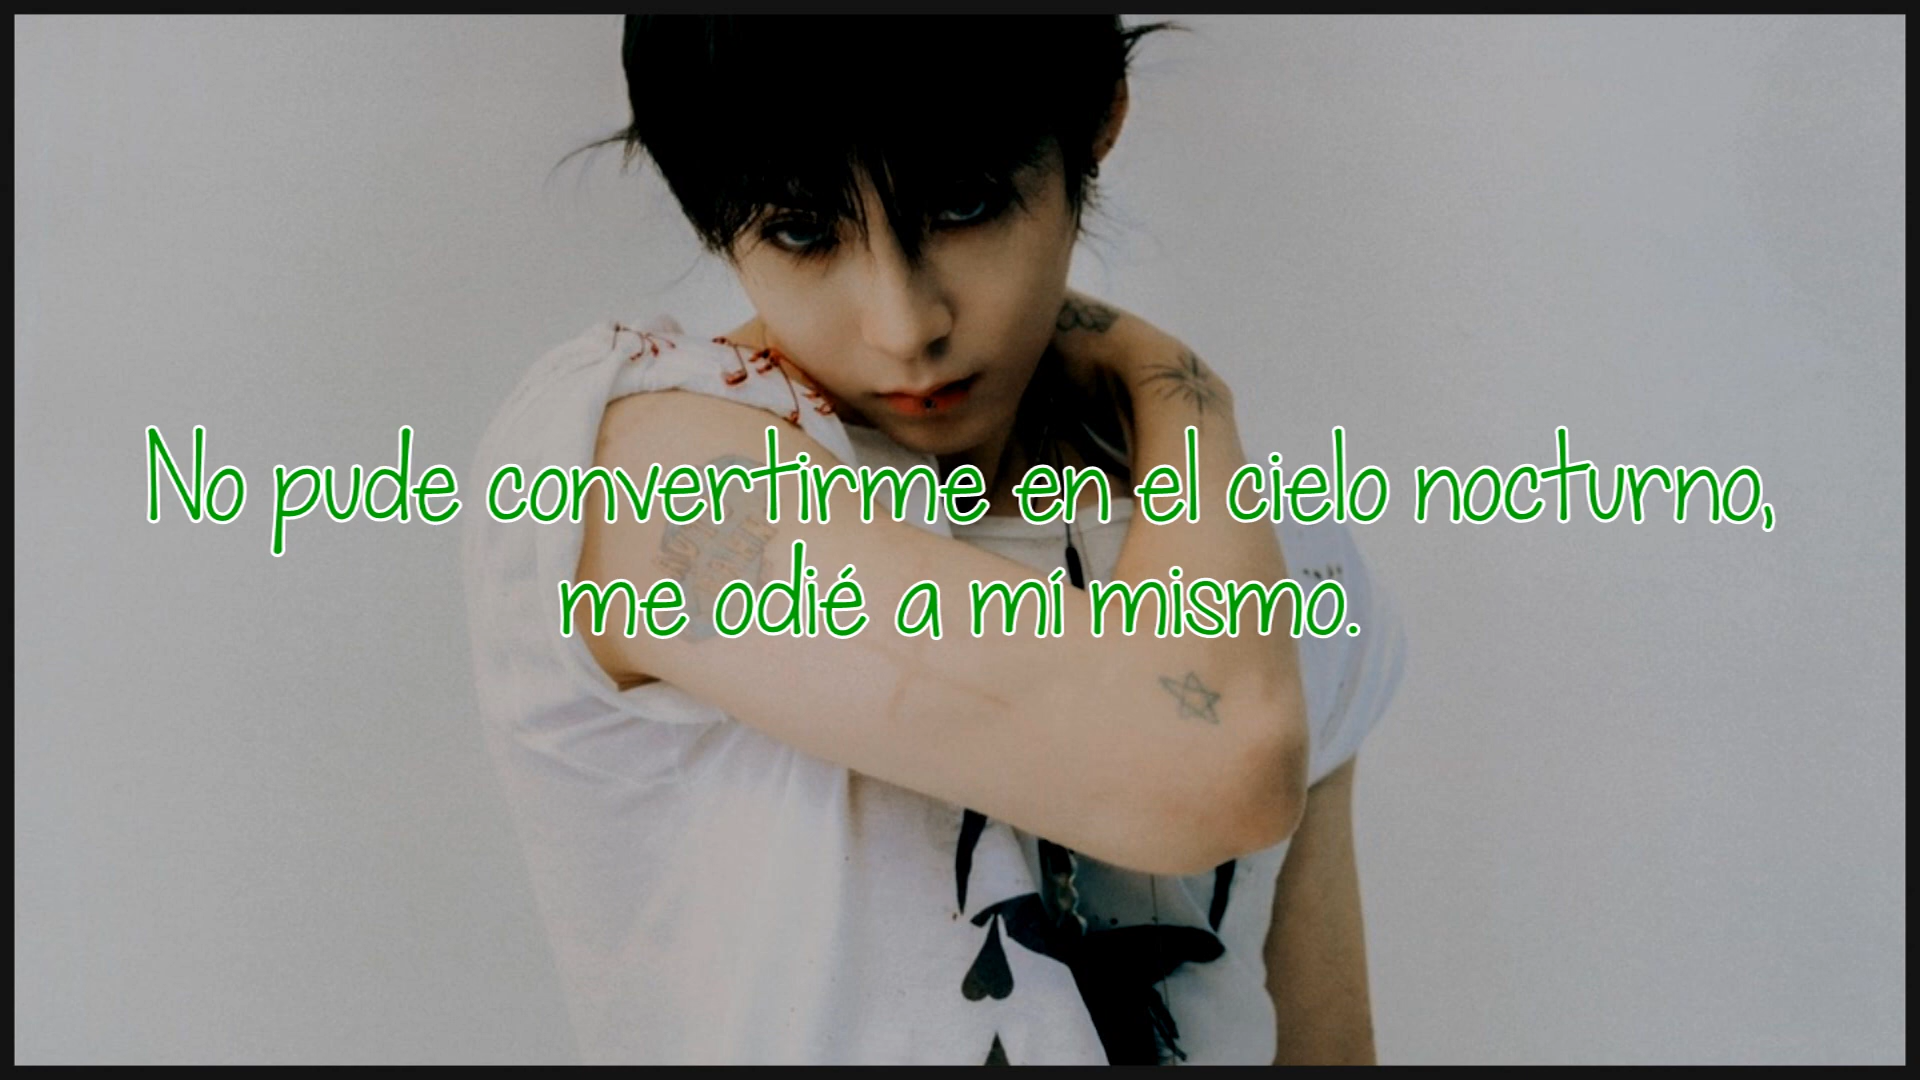 No pude convertirme en el cielo nocturno,
me odié a mí mismo.